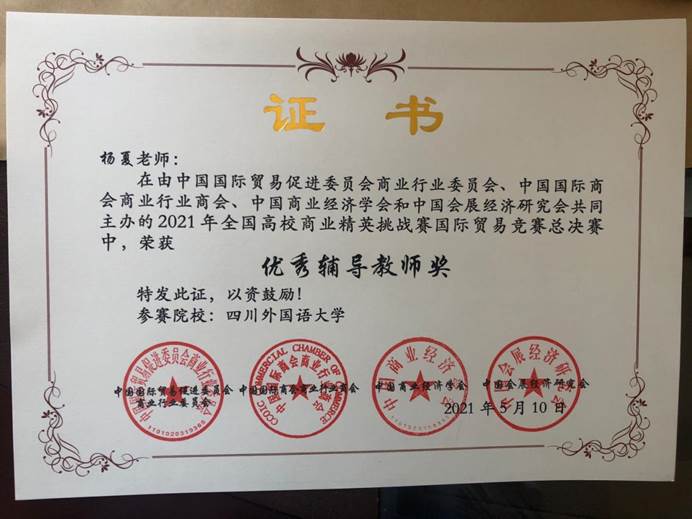 证书
杨夏老师：
在由中国国际贸易促进委员会商业行业委员会、中国国际商
会商业行业商会、中国商业经济学会和中国会展经济研究会共同
主办的2021年全国高校商业精英挑战赛国际贸易竞赛总决赛
中，荣获
优秀辅导教师奖
特发此证，以资鼓励！
参赛院校：四川外国语大学
中国国际贸易促进委员会
商业行业委员会
中国国际商会商业行业商会
中国商业经济学会
中国会展经济研究会
2021年5月10日